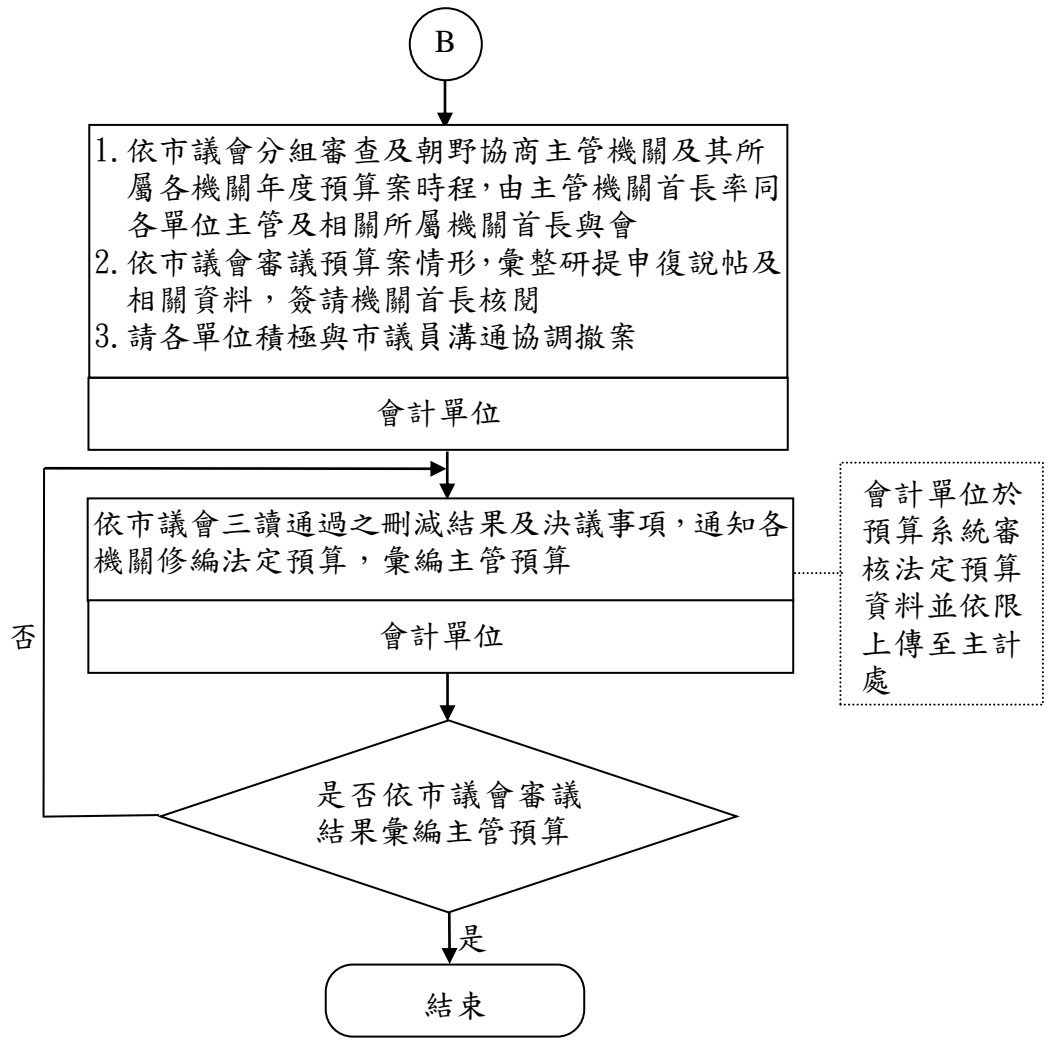 B
1. 依市議會分組審查及朝野協商主管機關及其所
屬各機關年度預算案時程，由主管機關首長率同
各單位主管及相關所屬機關首長與會
2. 依市議會審議預算案情形，彙整研提申復說帖及
相關資料，簽請機關首長核閱
3. 請各單位積極與市議員溝通協調撤案
會計單位
依市議會三讀通過之刪減結果及決議事項，通知各
機關修編法定預算，彙編主管預算
會計單位
會計單位於
預算系統審
核法定預算
資料並依限
上傳至主計
處
否
是否依市議會審議
結果彙編主管預算
是
結束